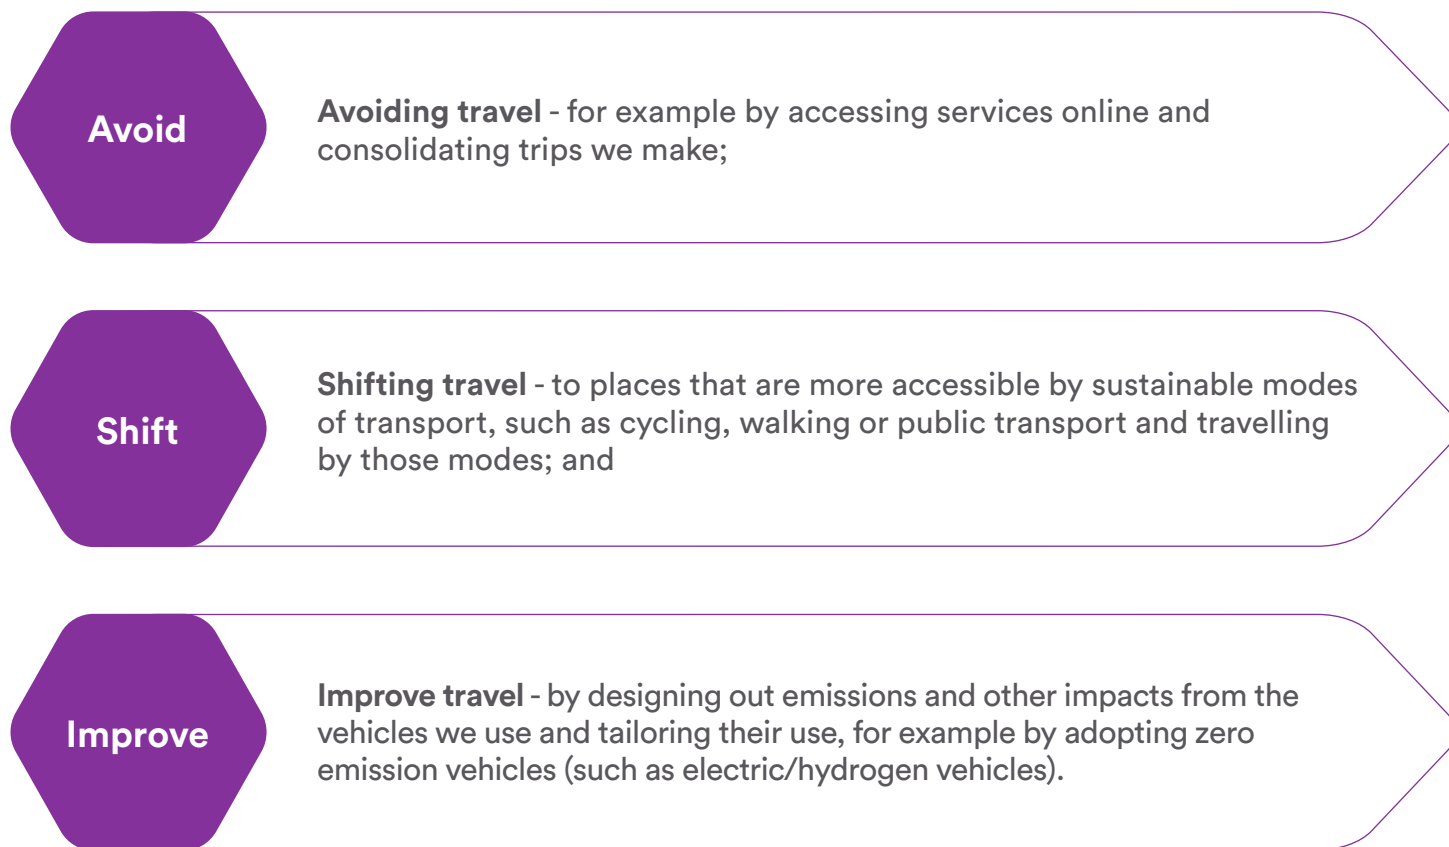 Avoid
Avoiding travel - for example by accessing services online and
consolidating trips we make;
Shift
Shifting travel - to places that are more accessible by sustainable modes
of transport, such as cycling, walking or public transport and travelling
by those modes; and
Improve
Improve travel - by designing out emissions and other impacts from the
vehicles we use and tailoring their use, for example by adopting zero
emission vehicles (such as electric/hydrogen vehicles).